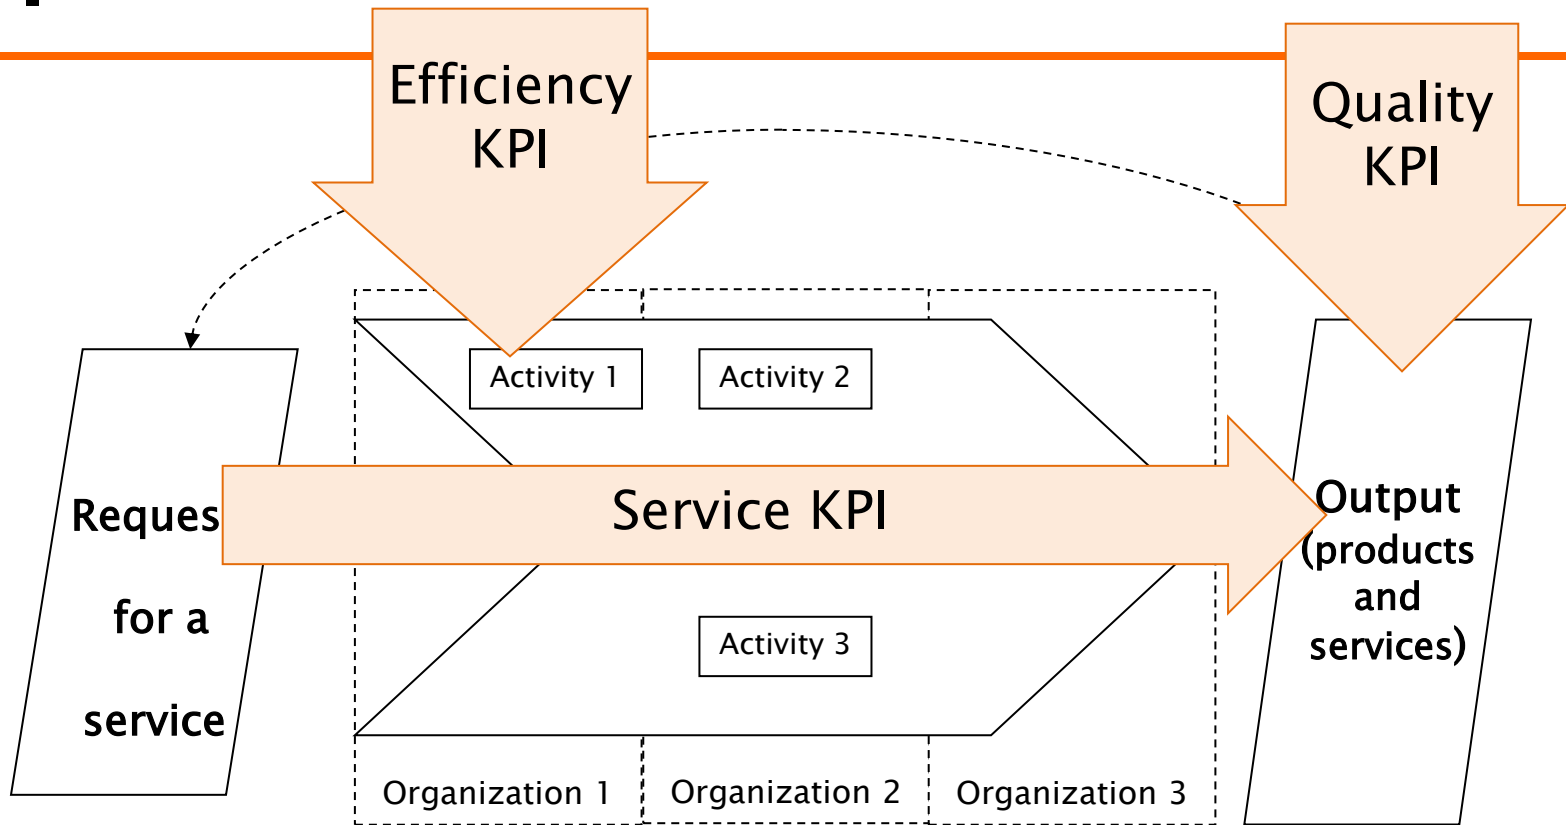 Efficiency
KPI
Quality
KPI
Activity 1
Activity 2
Reques
for a
service
Service KPI
Output
(products
and
services)
Activity 3
Organization 1
Organization 2
Organization 3